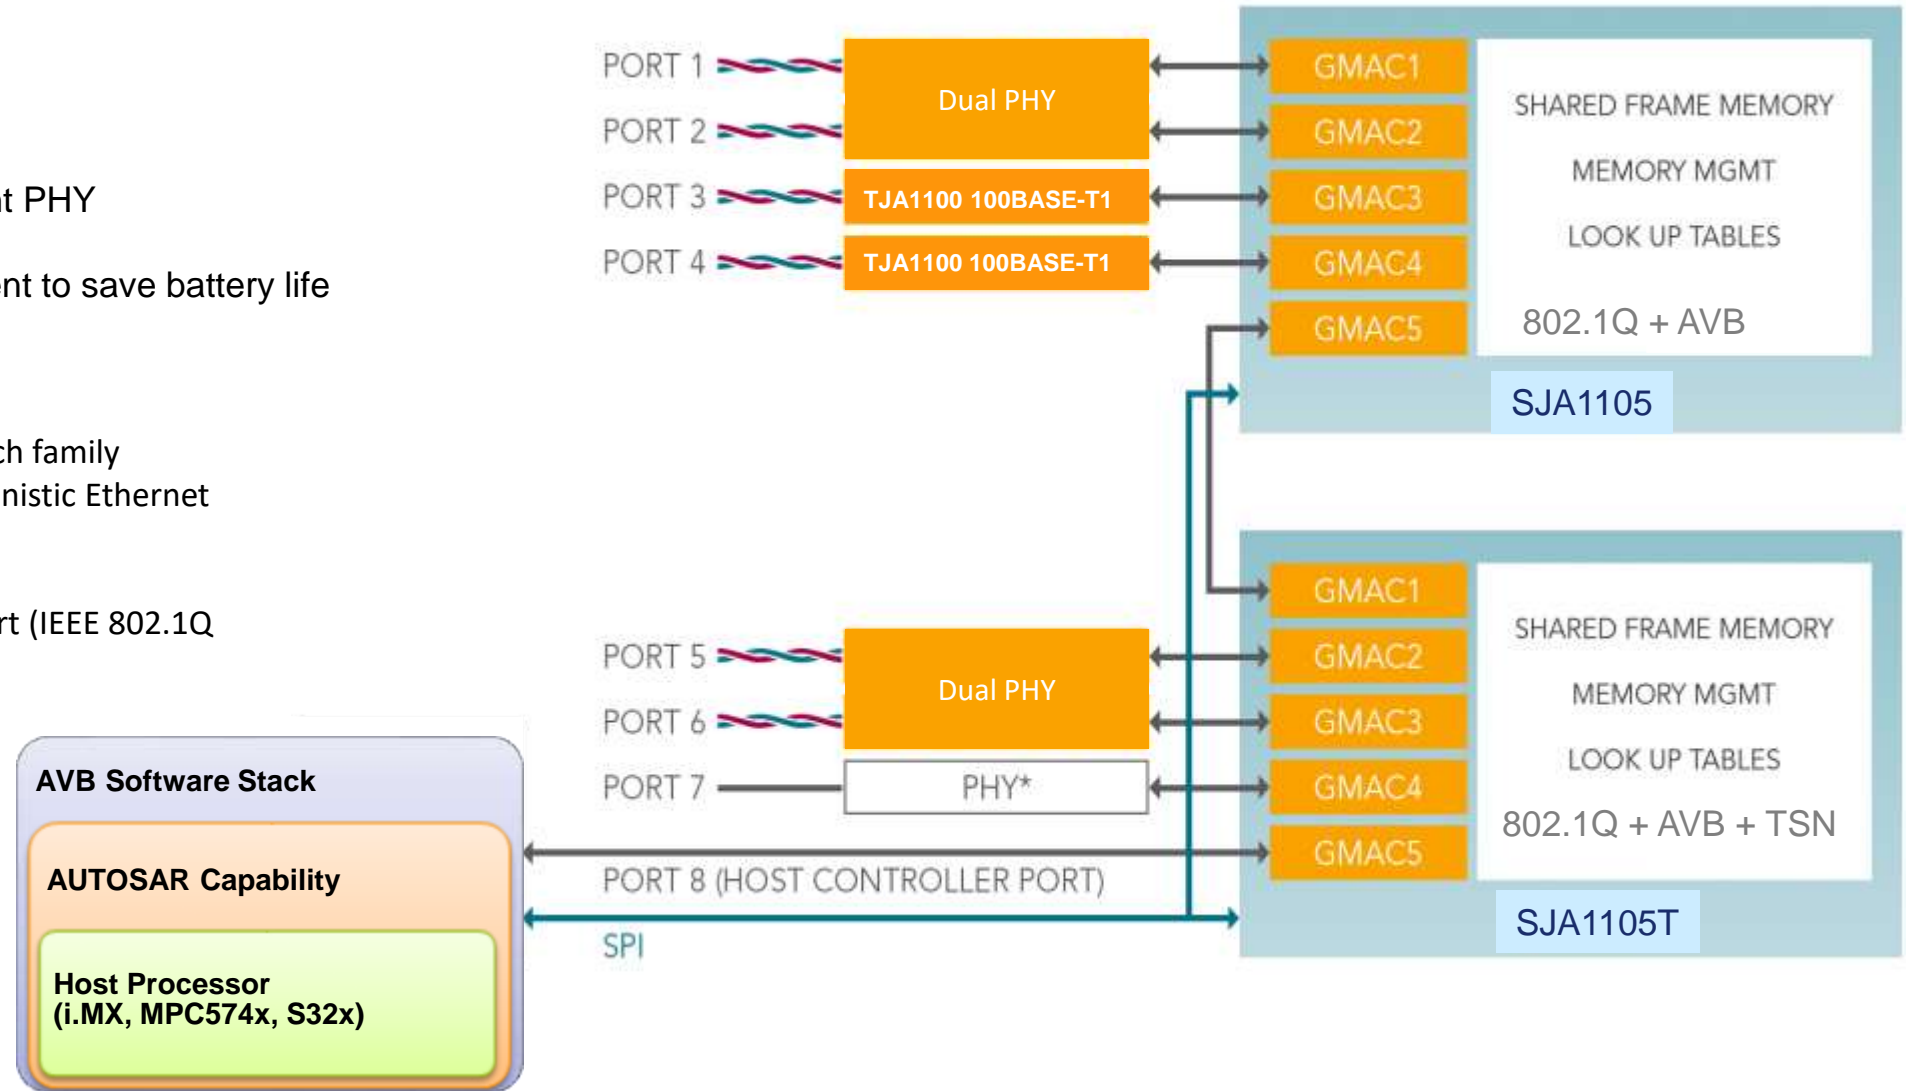 t PHY
nt to save battery life
ch family
nistic Ethernet
rt (IEEE 802.1Q
PORT 1
PORT 2
PORT 3
PORT 4
Dual PHY
TJA1100 100BASE-T1
TJA1100 100BASE-T1
GMAC1
GMAC2
GMAC3
GMAC4
GMAC5
SHARED FRAME MEMORY
MEMORY MGMT
LOOK UP TABLES
802.1Q + AVB
SJA1105
PORT 5
PORT 6
PORT 7
Dual PHY
PHY*
PORT 8 (HOST CONTROLLER PORT)
SPI
GMAC1
GMAC2
GMAC3
GMAC4
GMAC5
SHARED FRAME MEMORY
MEMORY MGMT
LOOK UP TABLES
802.1Q + AVB + TSN
SJA1105T
AVB Software Stack
AUTOSAR Capability
Host Processor
(i.MX, MPC574x, S32x)